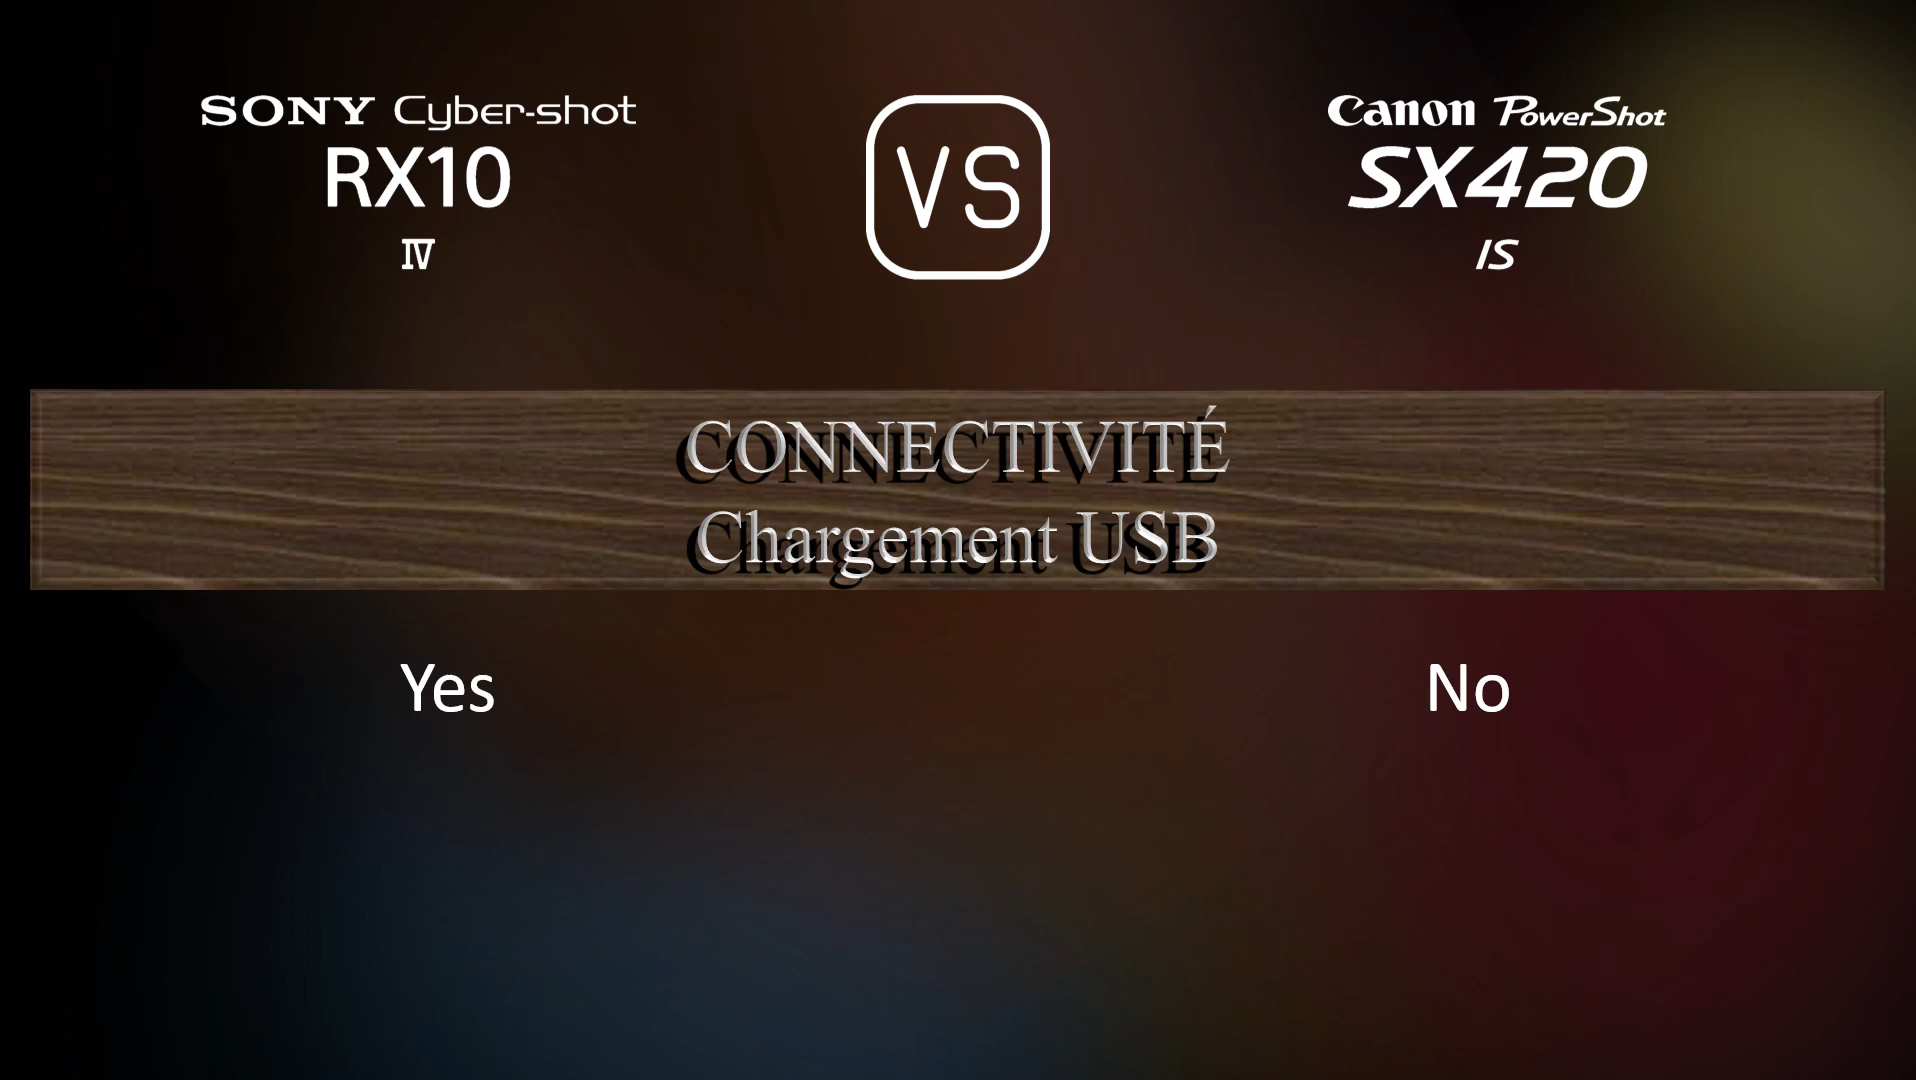 SONY Cyber-shot
RX10
IV
VS
Canon PowerShot
SX420
IS
CONNECTIVITÉ
Chargement USB
Yes
No